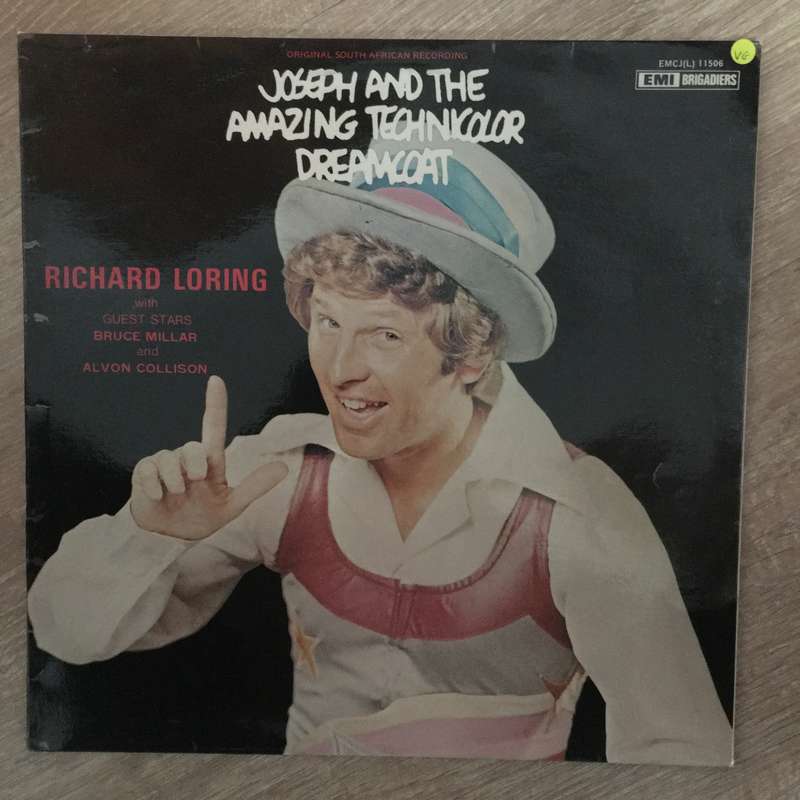 ORIGINAL SOUTH AFRICAN RECORDING
EMCJ(L) 11506
EMI BRIGADIERS
VG
JOSEPH AND THE
AMAZING TECHNICOLOR
DREAMCOAT
RICHARD LORING
with
GUEST STARS
BRUCE MILLAR
and
ALVON COLLISON